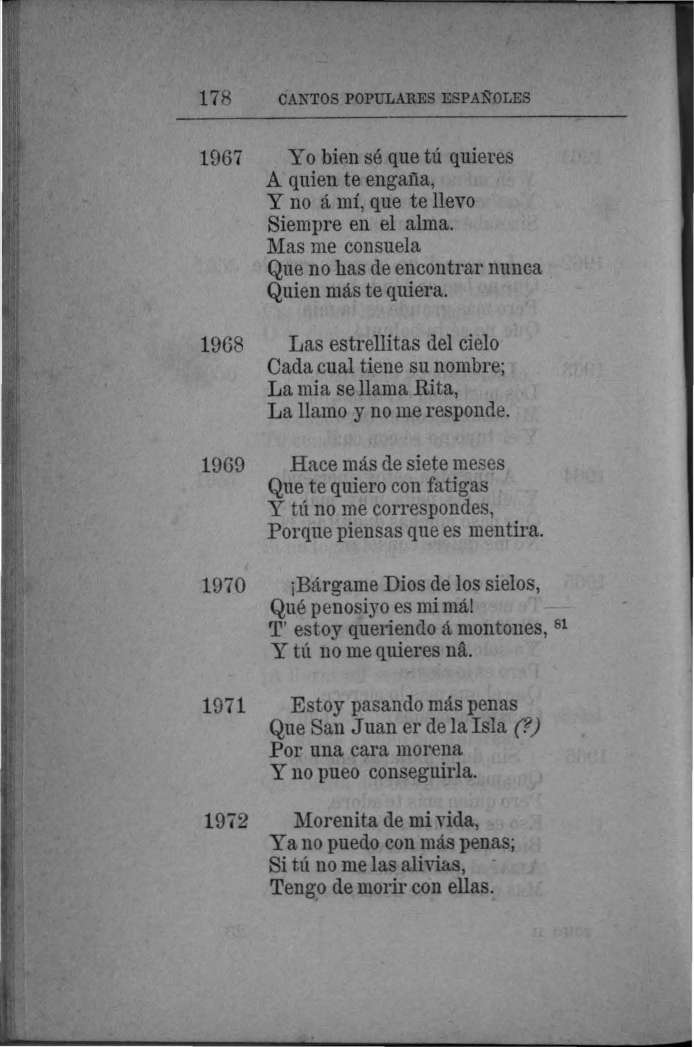 178 CANTOS POPULARES ESPAÑOLES
1967 Yo bien sé que tú quieres
A quien te engaña,
Y no á mí, que te llevo
Siempre en el alma.
Mas me consuela
Que no has de encontrar nunca
Quien más te quiera.
1968 Las estrellitas del cielo
Cada cual tiene su nombre;
La mia se llama Rita,
La llamo y no me responde.
1969 Hace más de siete meses
Que te quiero con fatigas
Y tú no me correspondes,
Porque piensas que es mentira.
1970 ¡Bárgame Dios de los sielos,
Qué penosiyo es mi má!
T' estoy queriendo á montones, 81
Y tú no me quieres nâ.
1971 Estoy pasando más penas
Que San Juan er de la Isla (?)
Por una cara morena
Y no pueo conseguirla.
1972 Morenita de mi vida,
Ya no puedo con más penas;
Si tú no me las alivias,
Tengo de morir con ellas.